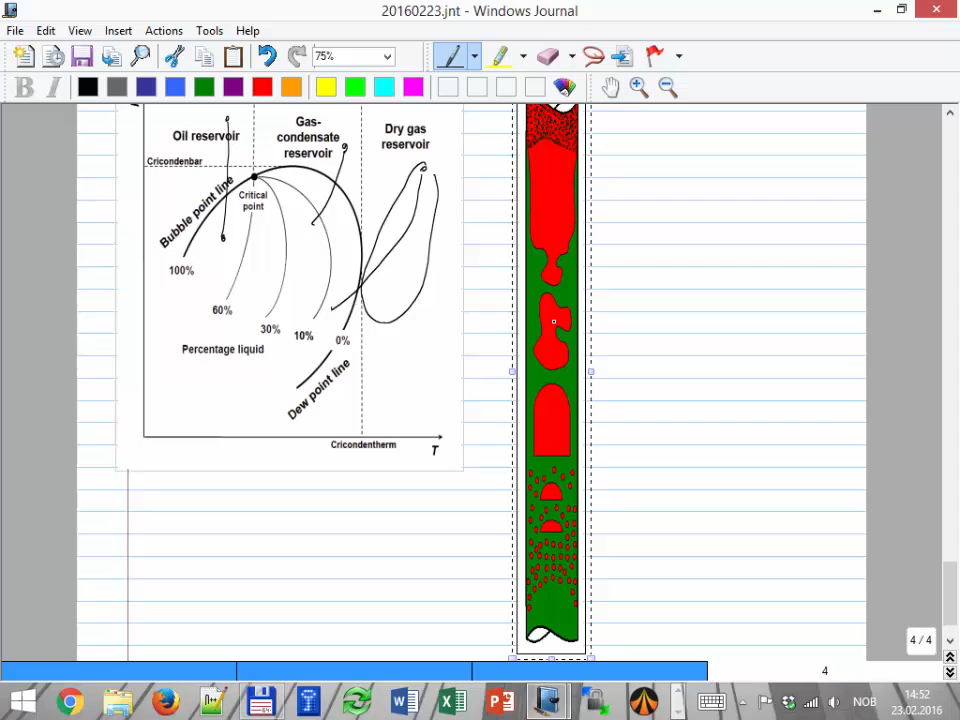 20160223.jnt - Windows Journal
File Edit View Insert Actions Tools Help
75%
B I
Oil reservoir
Gas-
condensate
reservoir
Dry gas
reservoir
Cricondenbar
Bubble point line
Critical
point
100%
60%
30%
10%
0%
Percentage liquid
Dew point line
Cricondentherm
T
4 / 4
4
NOB
14:52
23.02.2016